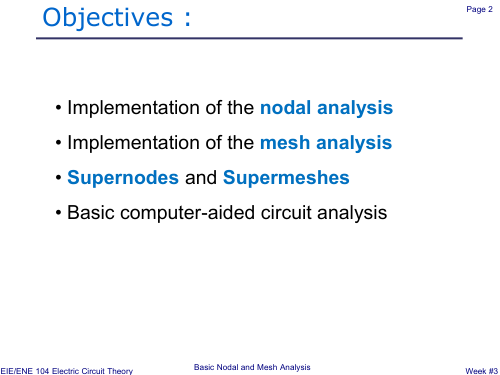 Objectives :
Page 2
• Implementation of the nodal analysis
• Implementation of the mesh analysis
• Supernodes and Supermeshes
• Basic computer-aided circuit analysis
EIE/ENE 104 Electric Circuit Theory
Basic Nodal and Mesh Analysis
Week #3